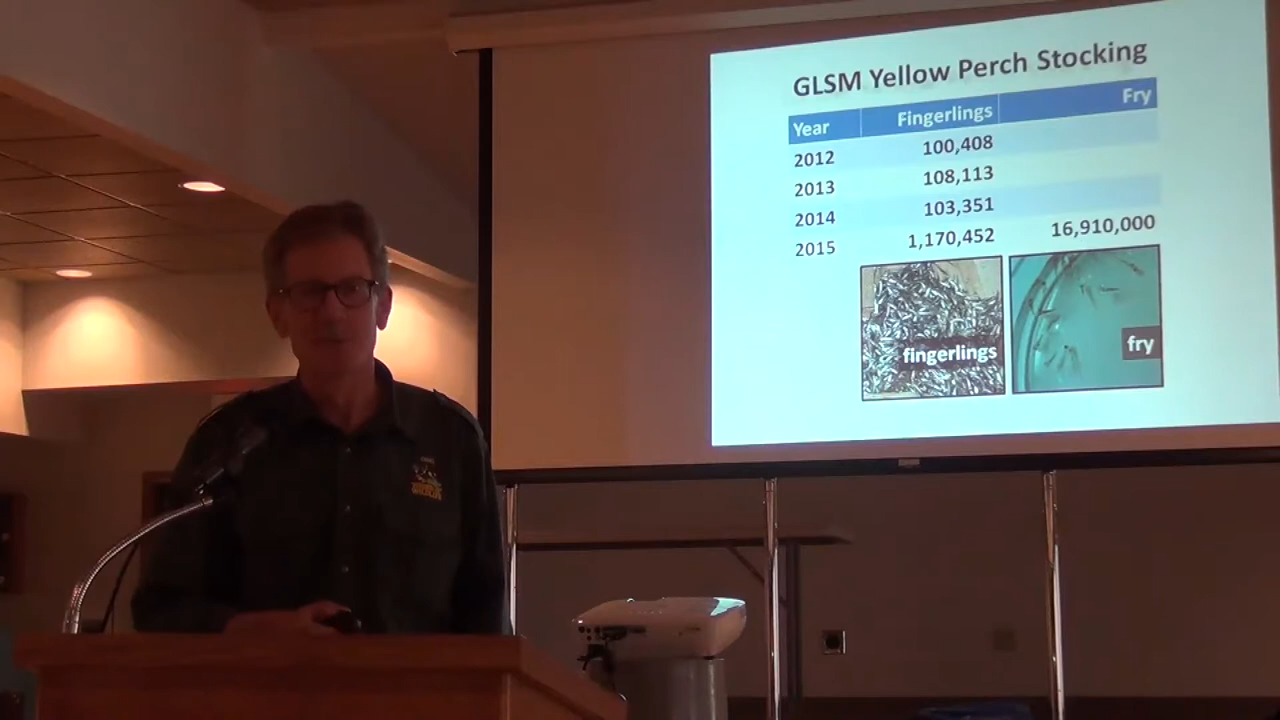 GLSM Yellow Perch Stocking
Year Fingerlings Fry
2012 100,408
2013 108,113
2014 103,351
2015 1,170,452 16,910,000
fingerlings
fry